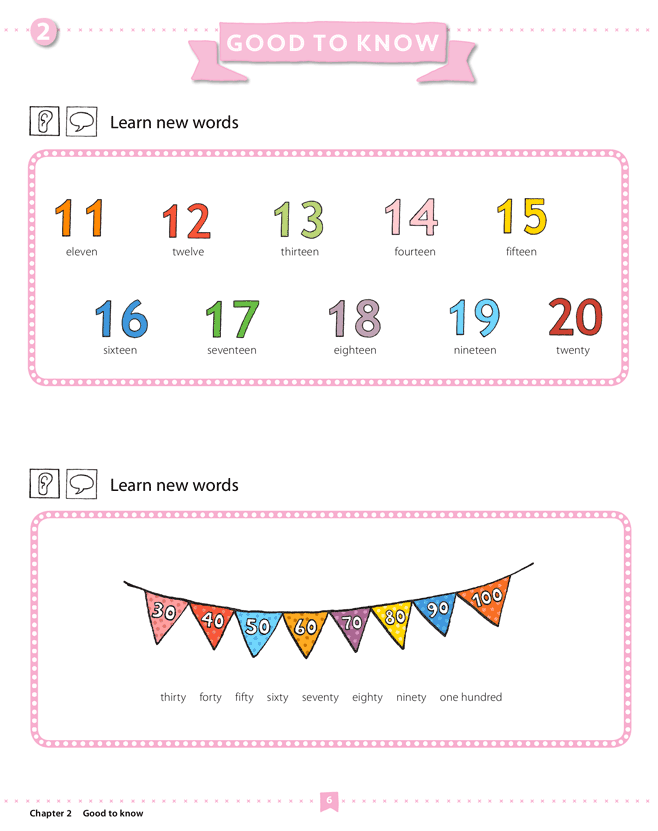 2
GOOD TO KNOW
Learn new words
11 12 13 14 15
eleven twelve thirteen fourteen fifteen
16 17 18 19 20
sixteen seventeen eighteen nineteen twenty
Learn new words
30 40 50 60 70 80 90 100
thirty forty fifty sixty seventy eighty ninety one hundred
6
Chapter 2 Good to know